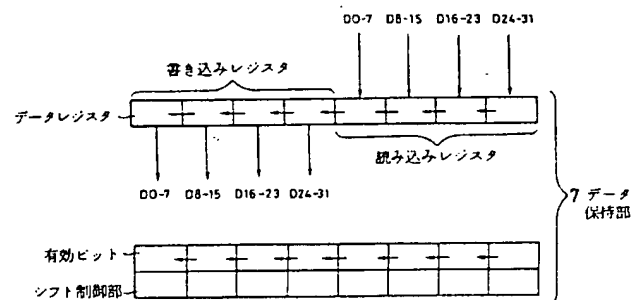 D0-7 D8-15 D16-23 D24-31
書き込みレジスタ
データレジスタ
読み込みレジスタ
D0-7 D8-15 D16-23 D24-31
7 データ
保持部
有効ビット
シフト制御部